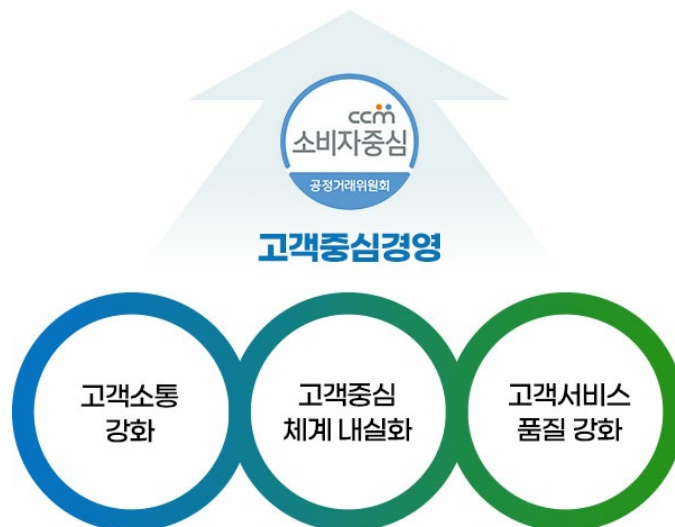 ccm
소비자중심
공정거래위원회
고객중심경영
고객소통
강화
고객중심
체계 내실화
고객서비스
품질 강화